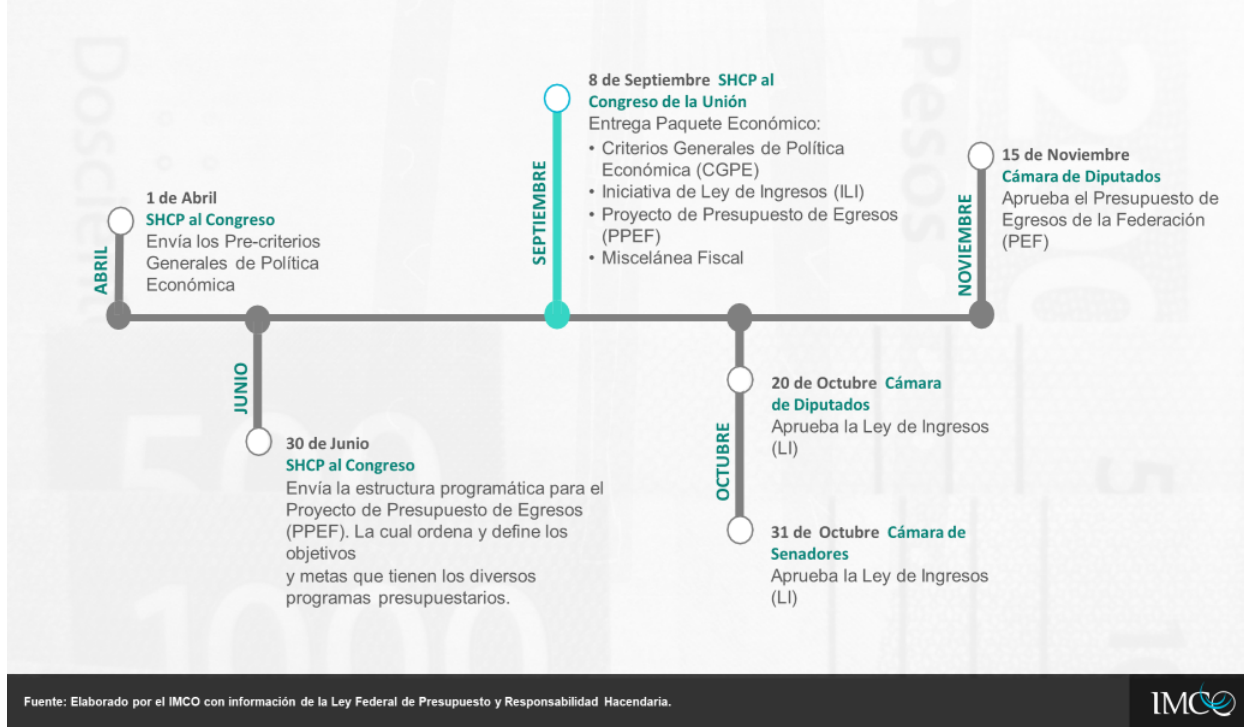 Doscient
Pesos
200
500
1000
5
10
ABRIL
1 de Abril
SHCP al Congreso
Envía los Pre-criterios
Generales de Política
Económica
JUNIO
30 de Junio
SHCP al Congreso
Envía la estructura programática para el
Proyecto de Presupuesto de Egresos
(PPEF). La cual ordena y define los
objetivos
y metas que tienen los diversos
programas presupuestarios.
SEPTIEMBRE
8 de Septiembre SHCP al
Congreso de la Unión
Entrega Paquete Económico:
• Criterios Generales de Política
Económica (CGPE)
• Iniciativa de Ley de Ingresos (ILI)
• Proyecto de Presupuesto de Egresos
(PPEF)
• Miscelánea Fiscal
OCTUBRE
20 de Octubre Cámara
de Diputados
Aprueba la Ley de Ingresos
(LI)
31 de Octubre Cámara de
Senadores
Aprueba la Ley de Ingresos
(LI)
NOVIEMBRE
15 de Noviembre
Cámara de Diputados
Aprueba el Presupuesto de
Egresos de la Federación
(PEF)
Fuente: Elaborado por el IMCO con información de la Ley Federal de Presupuesto y Responsabilidad Hacendaria.
IMCO